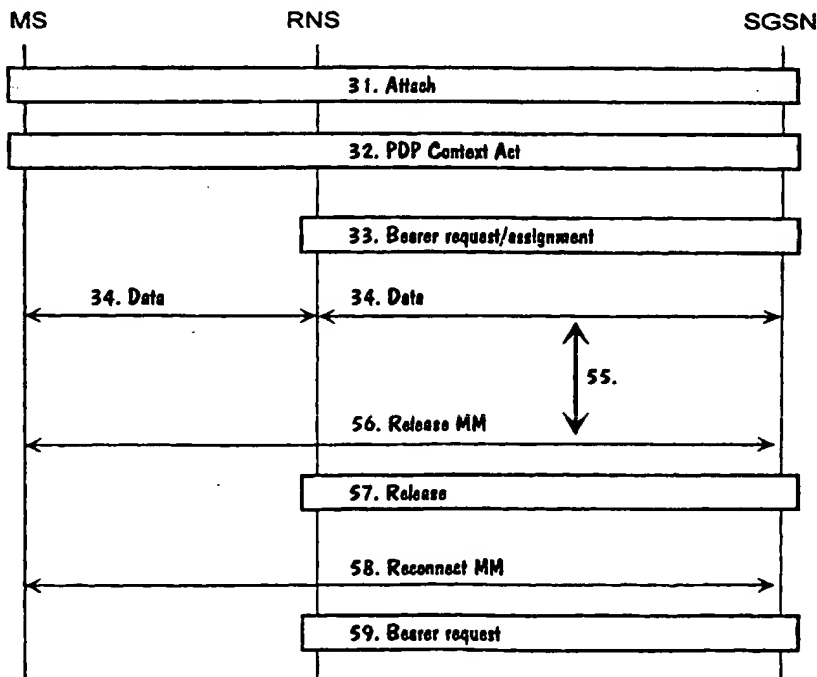 MS RNS SGSN
31. Attach
32. PDP Context Act
33. Bearer request/assignment
34. Data 34. Data
55.
56. Release MM
57. Release
58. Reconnect MM
59. Bearer request